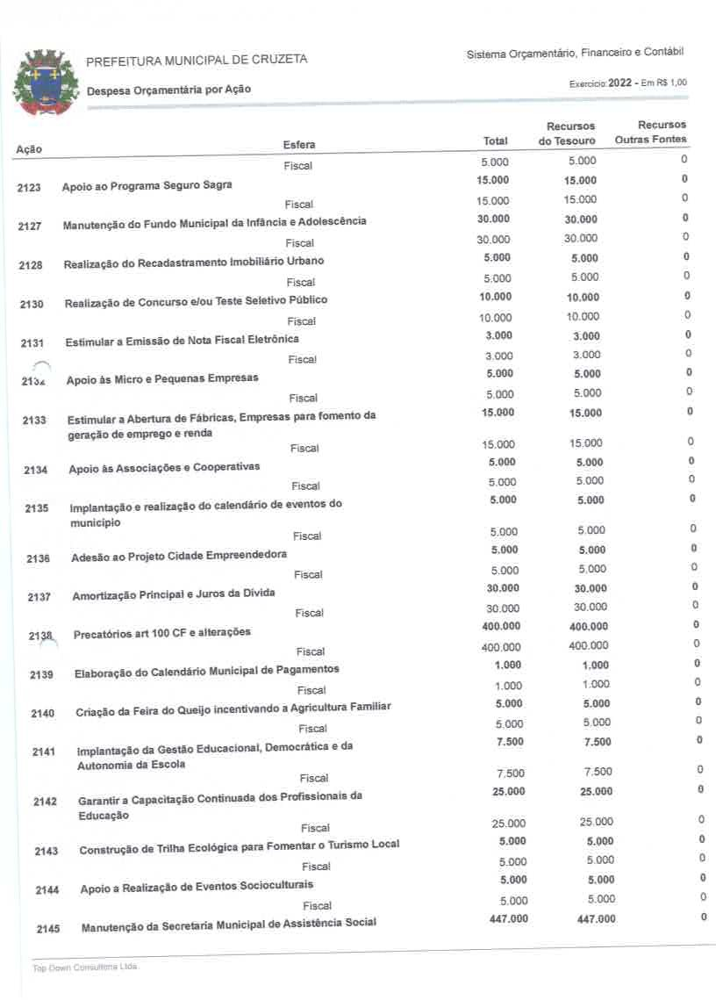 PREFEITURA MUNICIPAL DE CRUZETA
Sistema Orçamentário, Financeiro e Contábil
Despesa Orçamentária por Ação
Exercício: 2022 - Em R$ 1,00
Recursos Recursos
Ação Esfera Total do Tesouro Outras Fontes
Fiscal 5.000 5.000 0
2123 Apoio ao Programa Seguro Sagra 15.000 15.000 0
Fiscal 15.000 15.000 0
2127 Manutenção do Fundo Municipal da Infância e Adolescência 30.000 30.000 0
Fiscal 30.000 30.000 0
2128 Realização do Recadastramento Imobiliário Urbano 5.000 5.000 0
Fiscal 5.000 5.000 0
2130 Realização de Concurso e/ou Teste Seletivo Público 10.000 10.000 0
Fiscal 10.000 10.000 0
2131 Estimular a Emissão de Nota Fiscal Eletrônica 3.000 3.000 0
Fiscal 3.000 3.000 0
2132 Apoio às Micro e Pequenas Empresas 5.000 5.000 0
Fiscal 5.000 5.000 0
2133 Estimular a Abertura de Fábricas, Empresas para fomento da 15.000 15.000 0
geração de emprego e renda
Fiscal 15.000 15.000 0
2134 Apoio às Associações e Cooperativas 5.000 5.000 0
Fiscal 5.000 5.000 0
2135 Implantação e realização do calendário de eventos do 5.000 5.000 0
município
Fiscal 5.000 5.000 0
2136 Adesão ao Projeto Cidade Empreendedora 5.000 5.000 0
Fiscal 5.000 5.000 0
2137 Amortização Principal e Juros da Dívida 30.000 30.000 0
Fiscal 30.000 30.000 0
2138 Precatórios art 100 CF e alterações 400.000 400.000 0
Fiscal 400.000 400.000 0
2139 Elaboração do Calendário Municipal de Pagamentos 1.000 1.000 0
Fiscal 1.000 1.000 0
2140 Criação da Feira do Queijo incentivando a Agricultura Familiar 5.000 5.000 0
Fiscal 5.000 5.000 0
2141 Implantação da Gestão Educacional, Democrática e da 7.500 7.500 0
Autonomia da Escola
Fiscal 7.500 7.500 0
2142 Garantir a Capacitação Continuada dos Profissionais da 25.000 25.000 0
Educação
Fiscal 25.000 25.000 0
2143 Construção de Trilha Ecológica para Fomentar o Turismo Local 5.000 5.000 0
Fiscal 5.000 5.000 0
2144 Apoio a Realização de Eventos Socioculturais 5.000 5.000 0
Fiscal 5.000 5.000 0
2145 Manutenção da Secretaria Municipal de Assistência Social 447.000 447.000 0
Top Down Consultoria Ltda